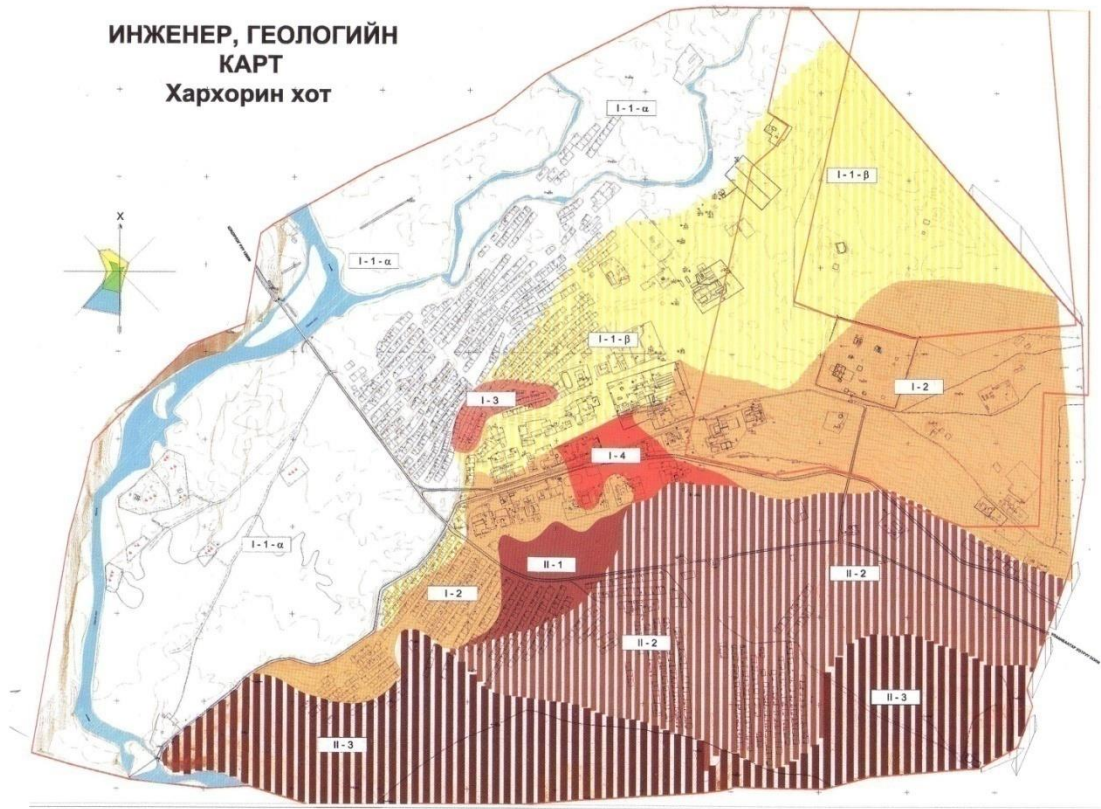 ИНЖЕНЕР, ГЕОЛОГИЙН
КАРТ
Хархорин хот
I - 1 - α
I - 1 - β
X
I - 1 - α
I - 1 - β
I - 2
I - 3
I - 4
I - 1 - α
II - 1
II - 2
I - 2
II - 2
II - 3
II - 3